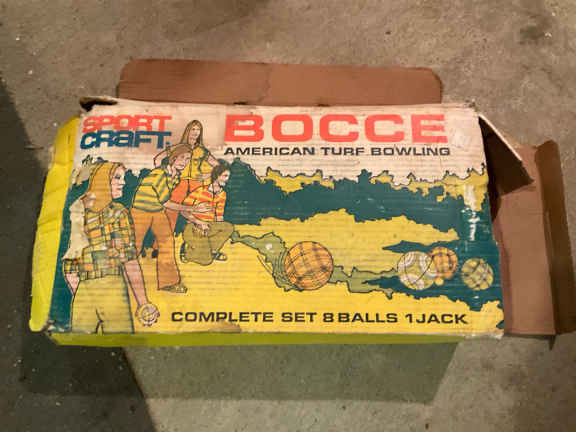 SPORT
CRAFT
BOCCE
AMERICAN TURF BOWLING
COMPLETE SET 8 BALLS 1 JACK